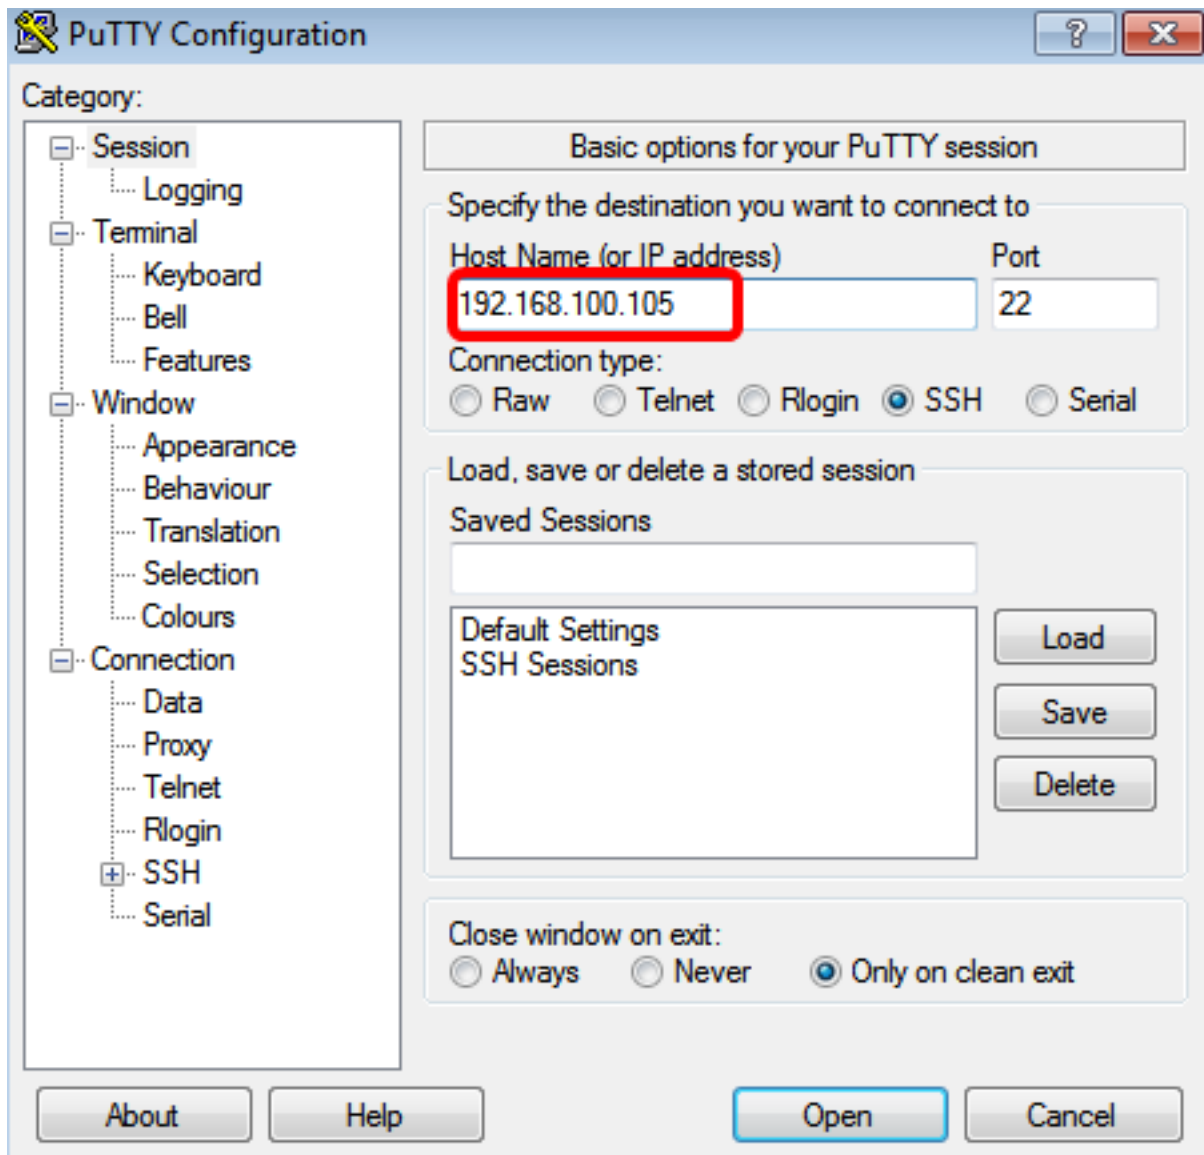 PuTTY Configuration
Category:
Session
Logging
Terminal
Keyboard
Bell
Features
Window
Appearance
Behaviour
Translation
Selection
Colours
Connection
Data
Proxy
Telnet
Rlogin
SSH
Serial
Basic options for your PuTTY session
Specify the destination you want to connect to
Host Name (or IP address) Port
192.168.100.105 22
Connection type:
Raw Telnet Rlogin SSH Serial
Load, save or delete a stored session
Saved Sessions
Default Settings
SSH Sessions
Load
Save
Delete
Close window on exit:
Always Never Only on clean exit
About Help Open Cancel